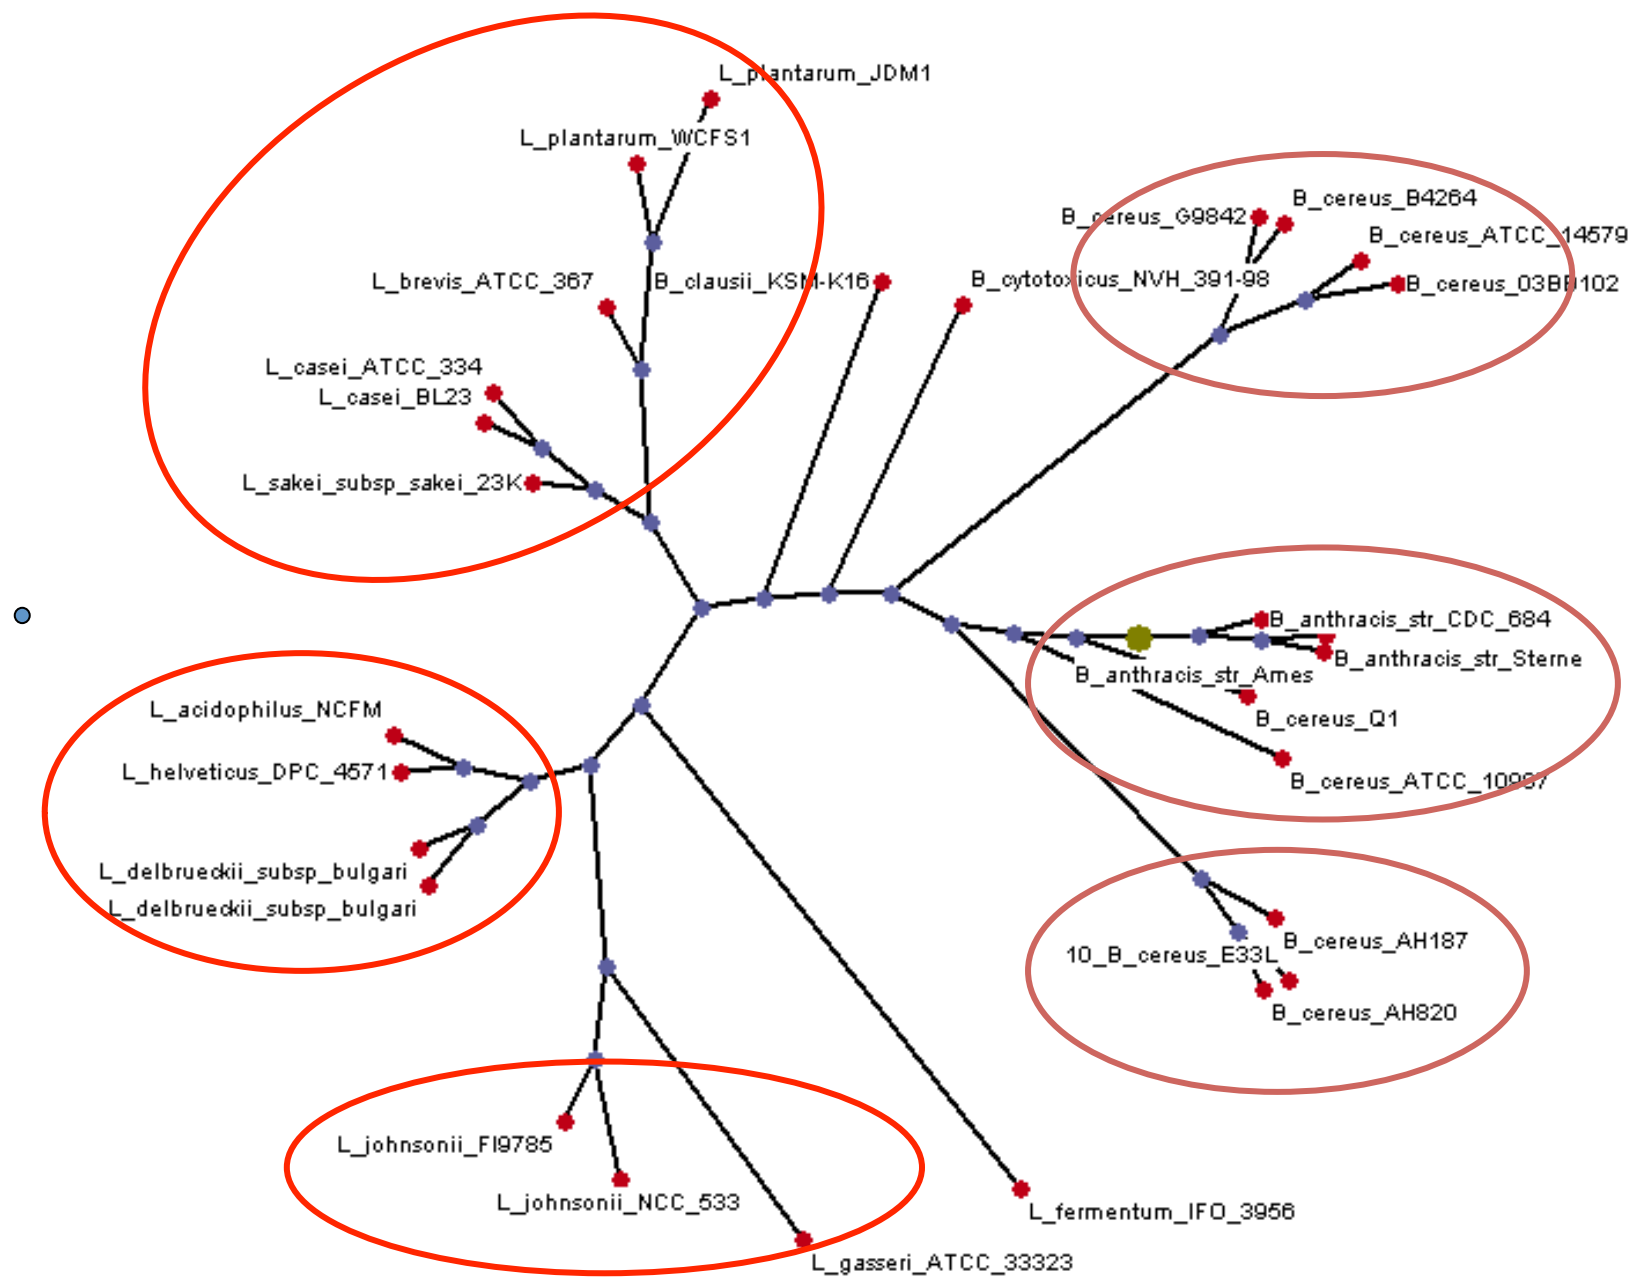 L_plantarum_JDM1
L_plantarum_WCFS1
B_cereus_B4264
B_cereus_G9842
B_cereus_ATCC_14579
L_brevis_ATCC_367
B_clausii_KSM-K16
B_cytotoxicus_NVH_391-98
B_cereus_03BB102
L_casei_ATCC_334
L_casei_BL23
L_sakei_subsp_sakei_23K
B_anthracis_str_CDC_684
B_anthracis_str_Sterne
B_anthracis_str_Ames
L_acidophilus_NCFM
B_cereus_Q1
L_helveticus_DPC_4571
B_cereus_ATCC_10987
L_delbrueckii_subsp_bulgari
L_delbrueckii_subsp_bulgari
B_cereus_AH187
10_B_cereus_E33L
B_cereus_AH820
L_johnsonii_FI9785
L_johnsonii_NCC_533
L_fermentum_IFO_3956
L_gasseri_ATCC_33323